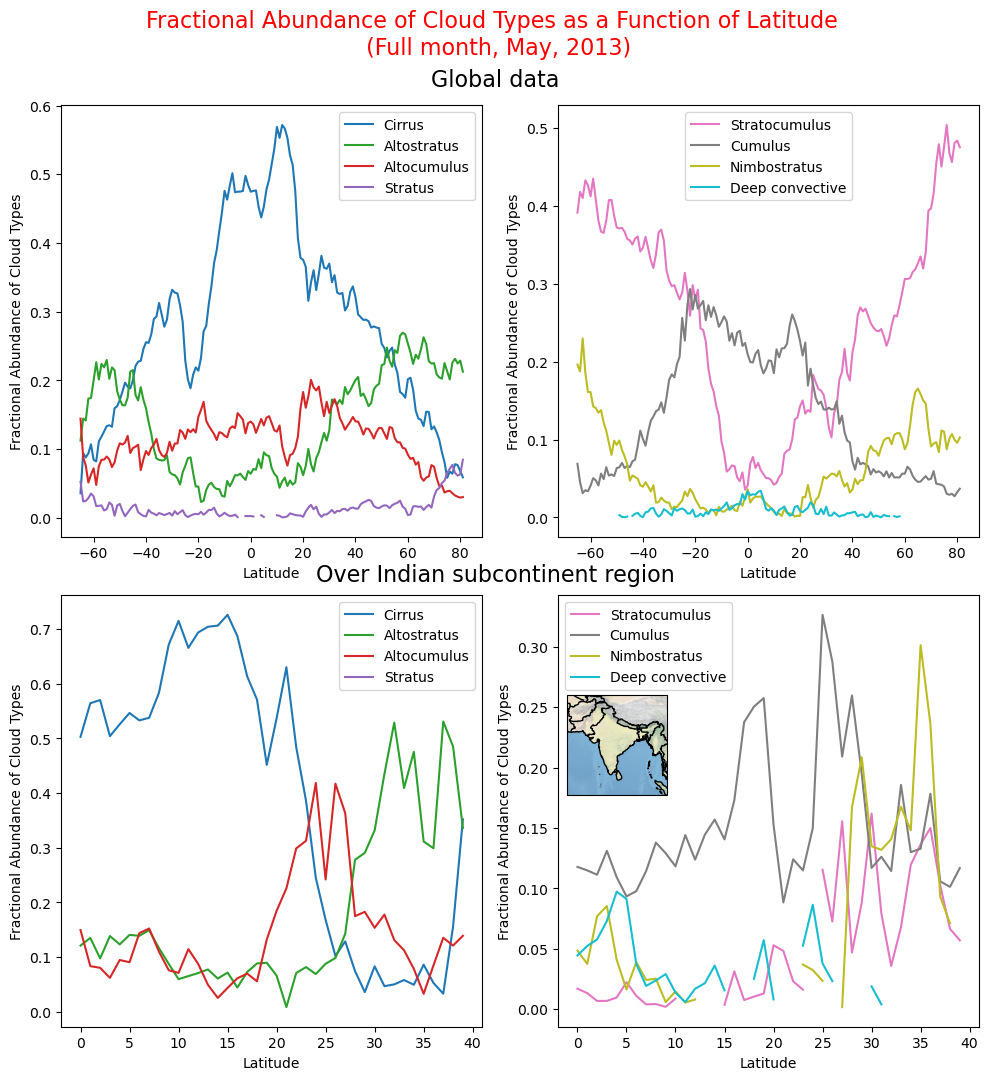 Fractional Abundance of Cloud Types as a Function of Latitude
(Full month, May, 2013)
Global data
Fractional Abundance of Cloud Types
0.6
0.5
0.4
0.3
0.2
0.1
0.0
Cirrus
Altostratus
Altocumulus
Stratus
−60 −40 −20 0 20 40 60 80
Latitude
Fractional Abundance of Cloud Types
0.5
0.4
0.3
0.2
0.1
0.0
Stratocumulus
Cumulus
Nimbostratus
Deep convective
−60 −40 −20 0 20 40 60 80
Latitude
Over Indian subcontinent region
Fractional Abundance of Cloud Types
0.7
0.6
0.5
0.4
0.3
0.2
0.1
0.0
Cirrus
Altostratus
Altocumulus
Stratus
0 5 10 15 20 25 30 35 40
Latitude
Fractional Abundance of Cloud Types
0.30
0.25
0.20
0.15
0.10
0.05
0.00
Stratocumulus
Cumulus
Nimbostratus
Deep convective
0 5 10 15 20 25 30 35 40
Latitude